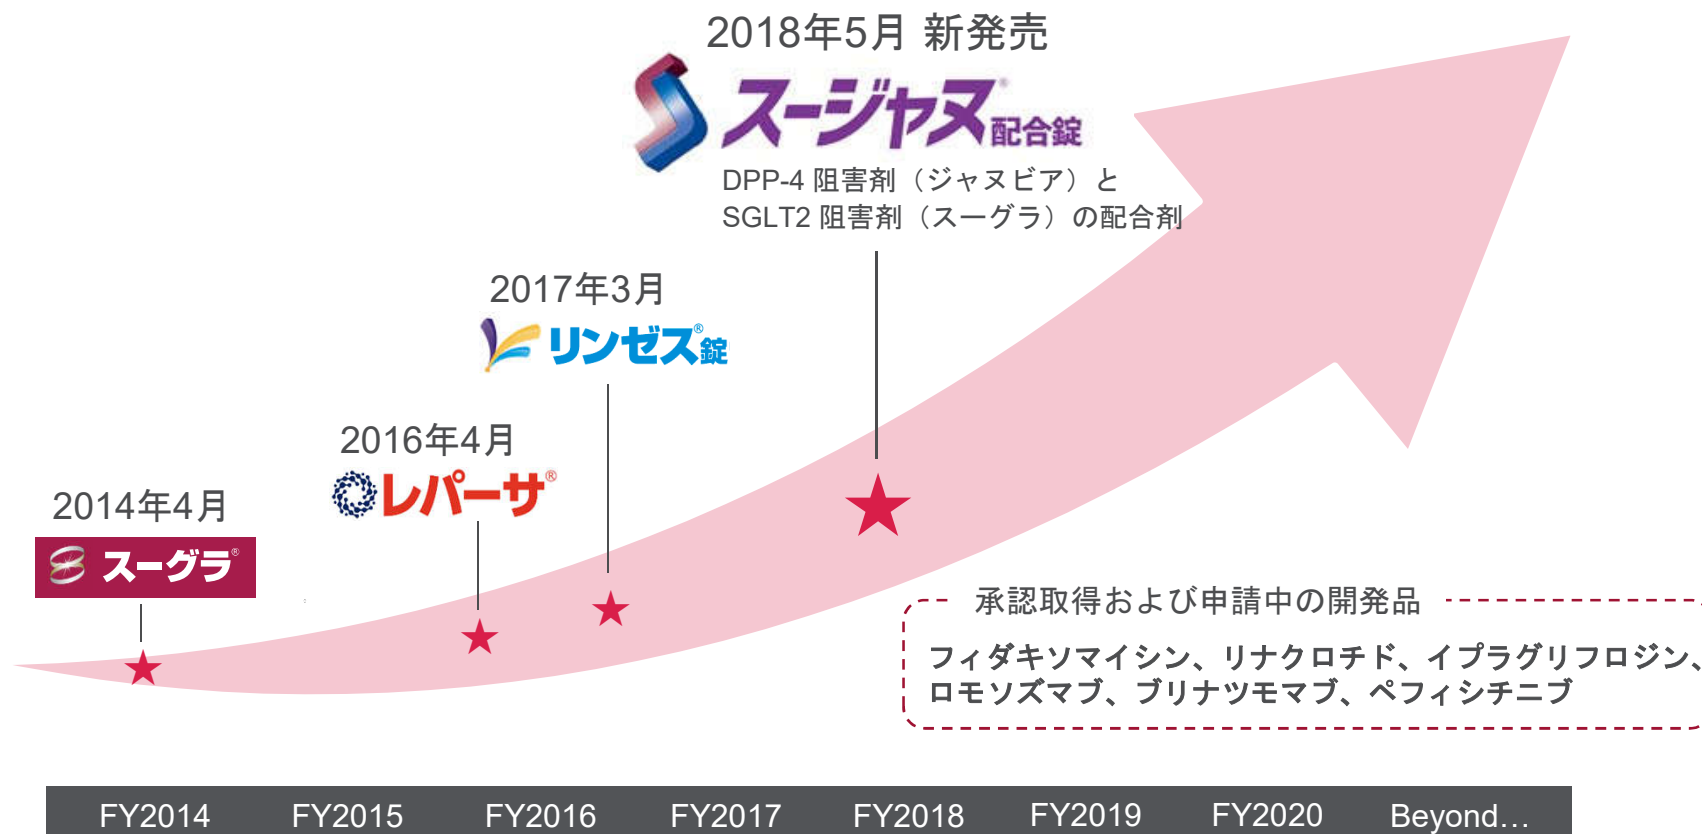 2018年5月 新発売
スージャヌ®配合錠
DPP-4 阻害剤（ジャヌビア）と
SGLT2 阻害剤（スーグラ）の配合剤
2017年3月
リンゼス®錠
2016年4月
レパーサ®
2014年4月
スーグラ®
承認取得および申請中の開発品
フィダキソマイシン、リナクロチド、イプラグリフロジン、
ロモソズマブ、ブリナツモマブ、ペフィシチニブ
FY2014 FY2015 FY2016 FY2017 FY2018 FY2019 FY2020 Beyond…